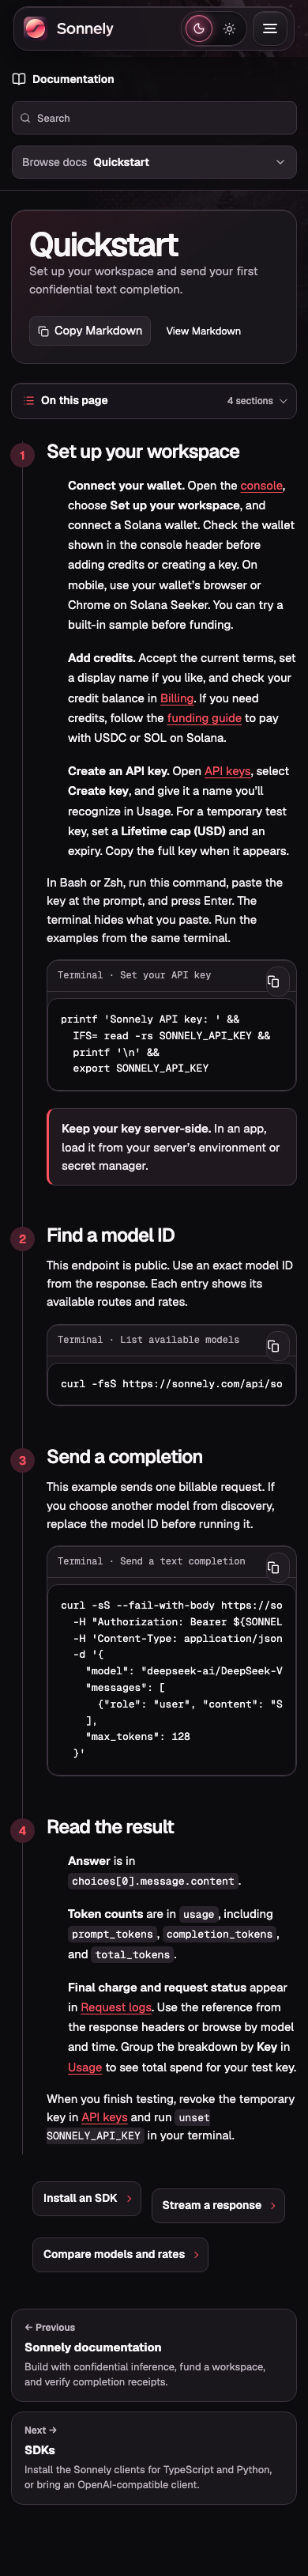 Sonnely
Documentation
Search
Browse docs Quickstart
Quickstart
Set up your workspace and send your first
confidential text completion.
Copy Markdown View Markdown
On this page 4 sections
1 Set up your workspace
Connect your wallet. Open the console,
choose Set up your workspace, and
connect a Solana wallet. Check the wallet
shown in the console header before
adding credits or creating a key. On
mobile, use your wallet's browser or
Chrome on Solana Seeker. You can try a
built-in sample before funding.
Add credits. Accept the current terms, set
a display name if you like, and check your
credit balance in Billing. If you need
credits, follow the funding guide to pay
with USDC or SOL on Solana.
Create an API key. Open API keys, select
Create key, and give it a name you'll
recognize in Usage. For a temporary test
key, set a Lifetime cap (USD) and an
expiry. Copy the full key when it appears.
In Bash or Zsh, run this command, paste the
key at the prompt, and press Enter. The
terminal hides what you paste. Run the
examples from the same terminal.
Terminal · Set your API key
printf 'Sonnely API key: ' &&
IFS= read -rs SONNELY_API_KEY &&
printf '\n' &&
export SONNELY_API_KEY
Keep your key server-side. In an app,
load it from your server's environment or
secret manager.
2 Find a model ID
This endpoint is public. Use an exact model ID
from the response. Each entry shows its
available routes and rates.
Terminal · List available models
curl -fsS https://sonnely.com/api/so
3 Send a completion
This example sends one billable request. If
you choose another model from discovery,
replace the model ID before running it.
Terminal · Send a text completion
curl -sS --fail-with-body https://so
-H "Authorization: Bearer ${SONNEL
-H 'Content-Type: application/json
-d '{
"model": "deepseek-ai/DeepSeek-V
"messages": [
{"role": "user", "content": "S
],
"max_tokens": 128
}'
4 Read the result
Answer is in
choices[0].message.content.
Token counts are in usage, including
prompt_tokens, completion_tokens,
and total_tokens.
Final charge and request status appear
in Request logs. Use the reference from
the response headers or browse by model
and time. Group the breakdown by Key in
Usage to see total spend for your test key.
When you finish testing, revoke the temporary
key in API keys and run unset
SONNELY_API_KEY in your terminal.
Install an SDK Stream a response
Compare models and rates
← Previous
Sonnely documentation
Build with confidential inference, fund a workspace,
and verify completion receipts.
Next →
SDKs
Install the Sonnely clients for TypeScript and Python,
or bring an OpenAI-compatible client.